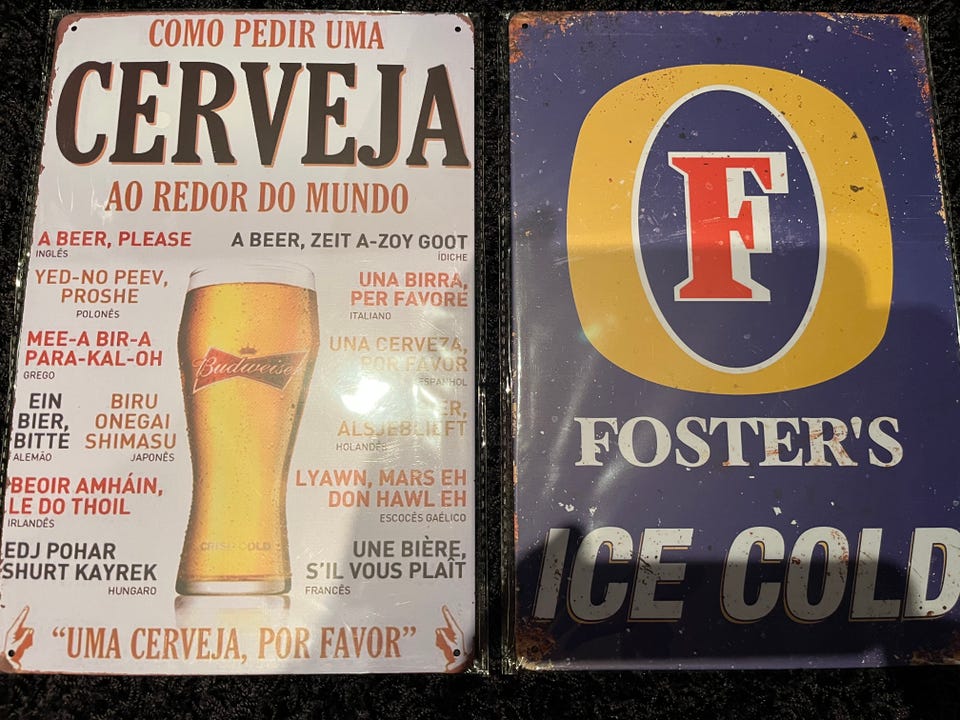 COMO PEDIR UMA
CERVEJA
AO REDOR DO MUNDO
A BEER, PLEASE
INGLÊS
A BEER, ZEIT A-ZOY GOOT
ÍDICHE
YED-NO PEEV,
PROSHE
POLONÊS
UNA BIRRA,
PER FAVORE
ITALIANO
MEE-A BIR-A
PARA-KAL-OH
GREGO
UNA CERVEZA,
POR FAVOR
ESPANHOL
EIN
BIER,
BITTE
ALEMÃO
BIRU
ONEGAI
SHIMASU
JAPONÊS
ALSJEBLIEFT
HOLANDÊS
BEOIR AMHÁIN,
LE DO THOIL
IRLANDÊS
LYAWN, MARS EH
DON HAWL EH
ESCOCÊS GAÉLICO
EDJ POHAR
SHURT KAYREK
HUNGARO
UNE BIÈRE,
S'IL VOUS PLAÎT
FRANCÊS
Budweiser
CRISP COLD
"UMA CERVEJA, POR FAVOR"
F
FOSTER'S
ICE COLD